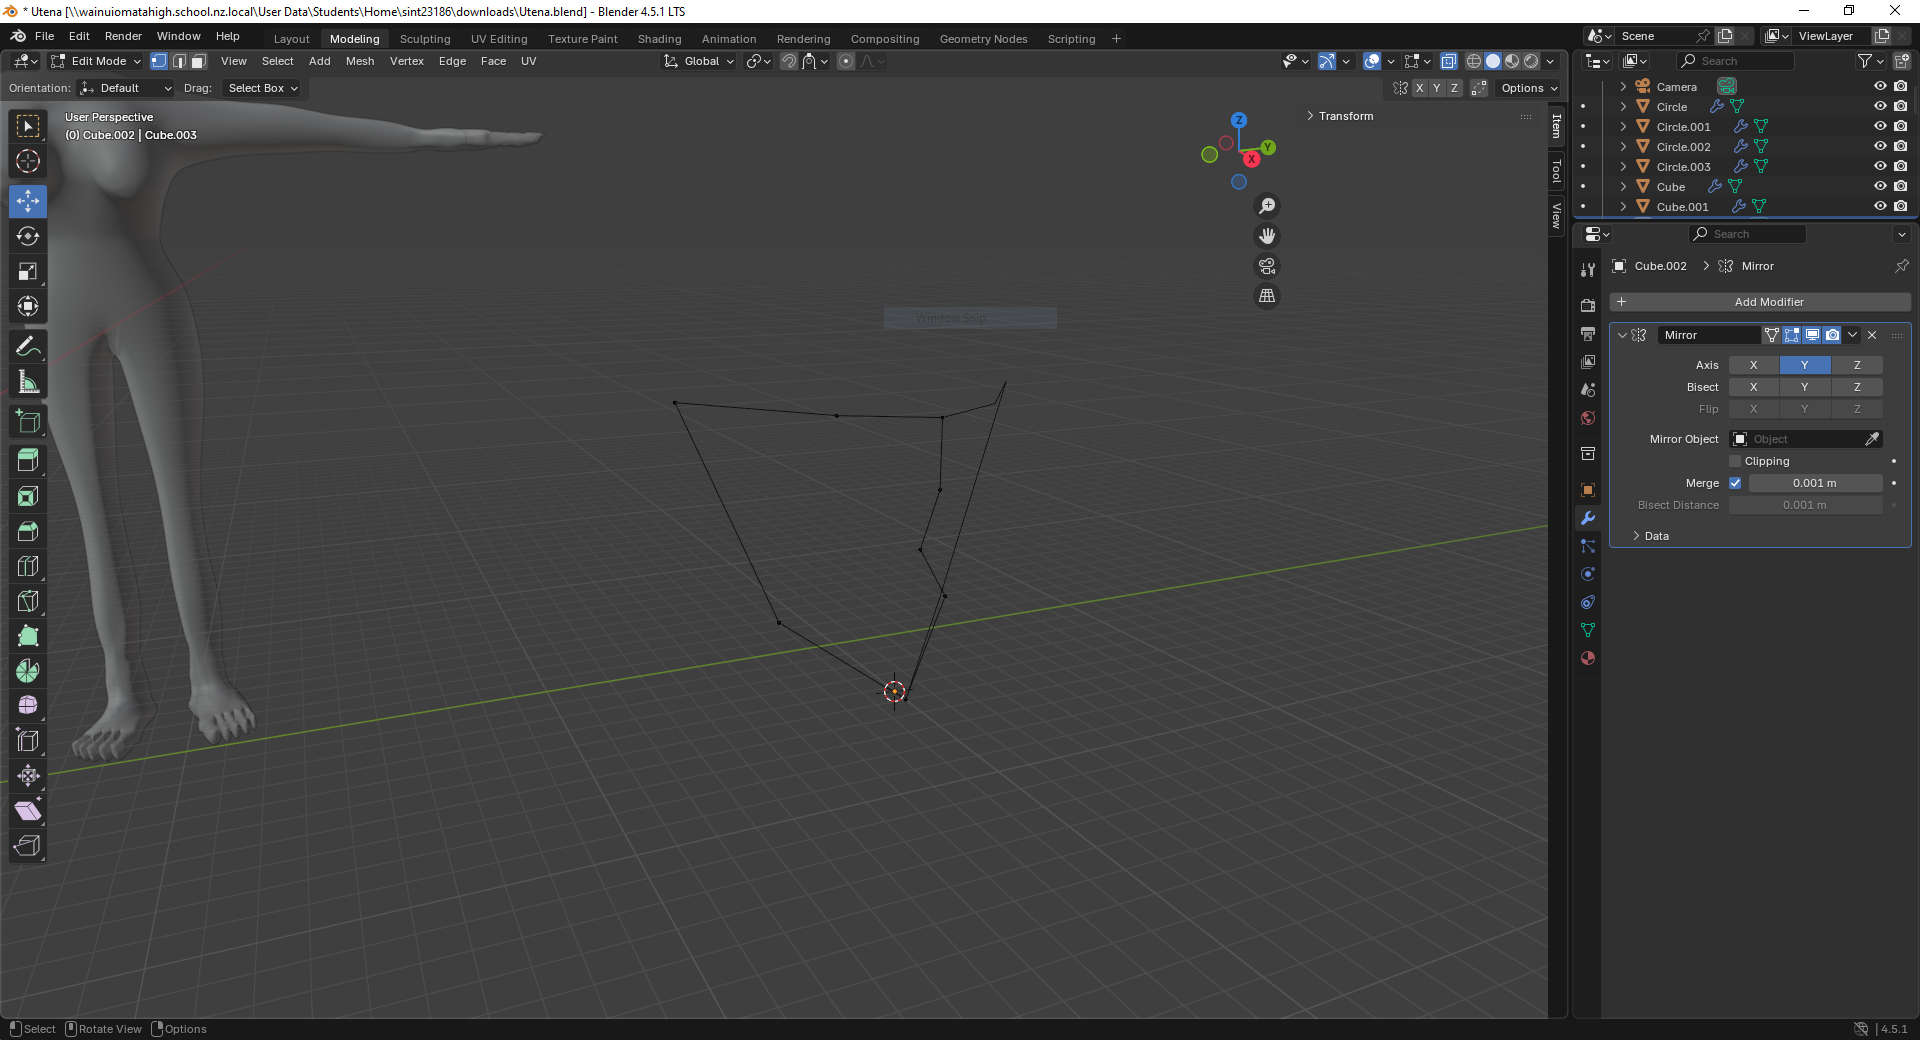 * Utena [\\wainuiomatahigh.school.nz.local\User Data\Students\Home\sint23186\downloads\Utena.blend] - Blender 4.5.1 LTS
File Edit Render Window Help Layout Modeling Sculpting UV Editing Texture Paint Shading Animation Rendering Compositing Geometry Nodes Scripting + Scene ViewLayer
Edit Mode View Select Add Mesh Vertex Edge Face UV Global Search
Orientation: Default Drag: Select Box X Y Z Options
User Perspective
(0) Cube.002 | Cube.003
Z
Y
X
Transform
Item
Tool
View
Window Snip
Camera
Circle
Circle.001
Circle.002
Circle.003
Cube
Cube.001
Search
Cube.002 > Mirror
+ Add Modifier
Mirror
Axis X Y Z
Bisect X Y Z
Flip X Y Z
Mirror Object Object
Clipping
Merge 0.001 m
Bisect Distance 0.001 m
Data
Select Rotate View Options 4.5.1